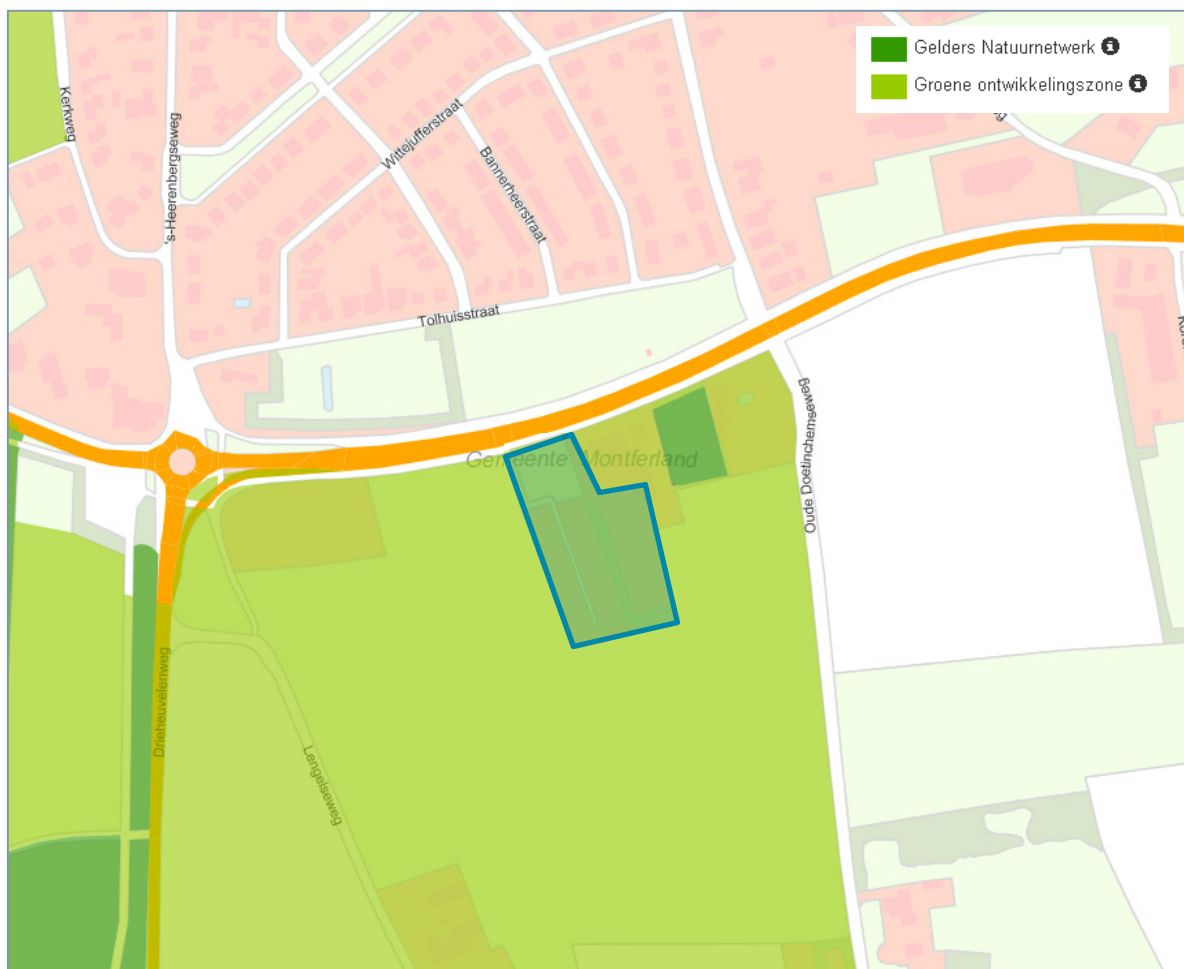 Gelders Natuurnetwerk
Groene ontwikkelingszone
Kerkweg
's-Heerenbergseweg
Wittejufferstraat
Bannerheerstraat
Tolhuisstraat
Gemeente Montferland
Oude Doetinchemseweg
Drieheuvelenweg
Lengelseweg